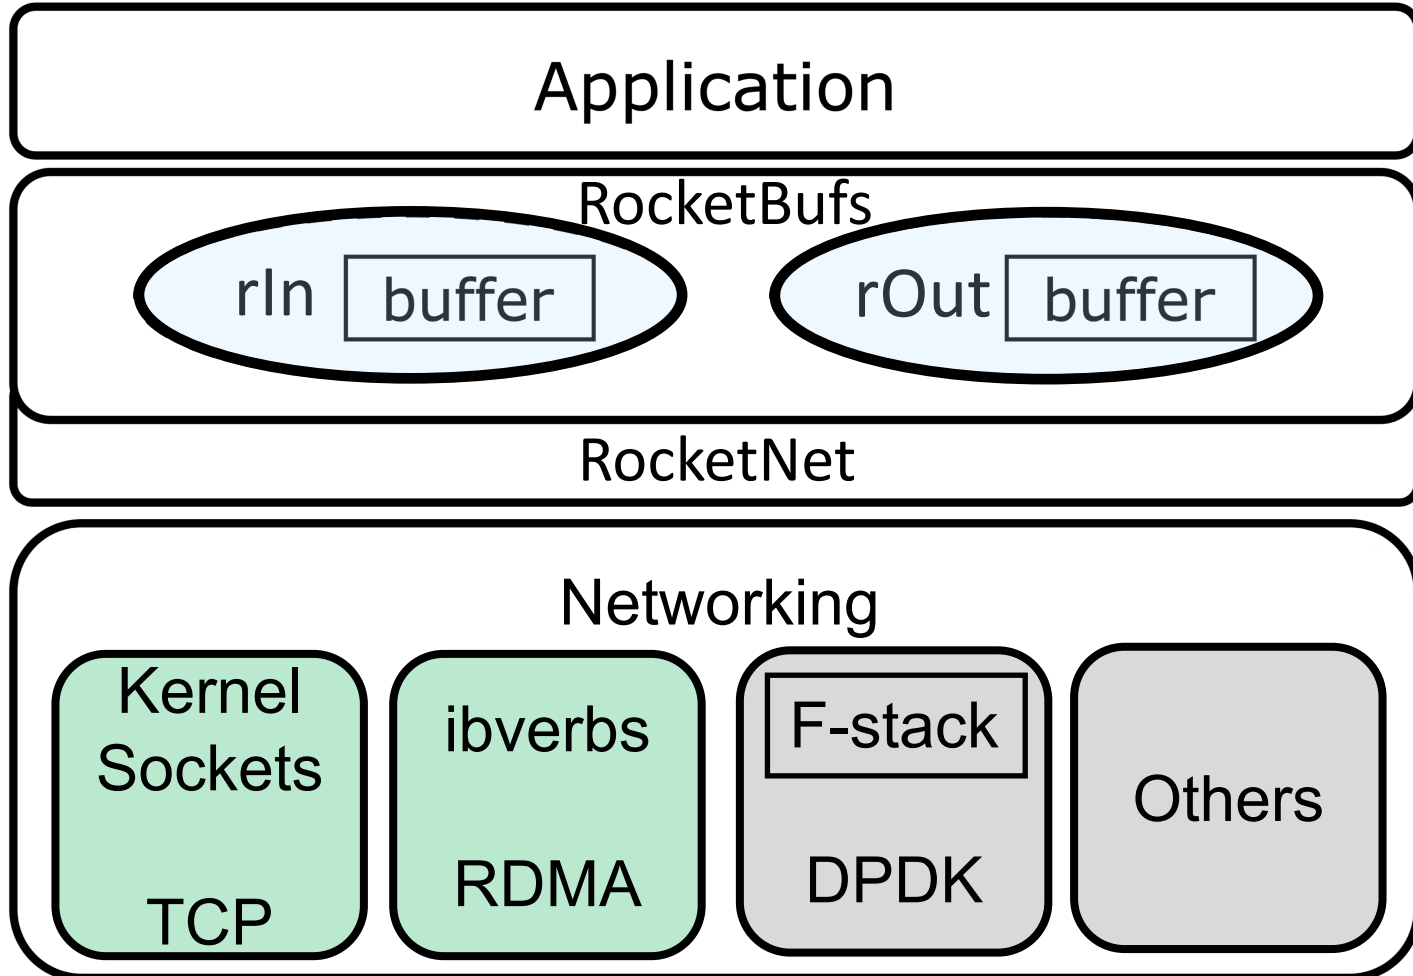 Application
RocketBufs
rIn buffer
rOut buffer
RocketNet
Networking
Kernel
Sockets
TCP
ibverbs
RDMA
F-stack
DPDK
Others